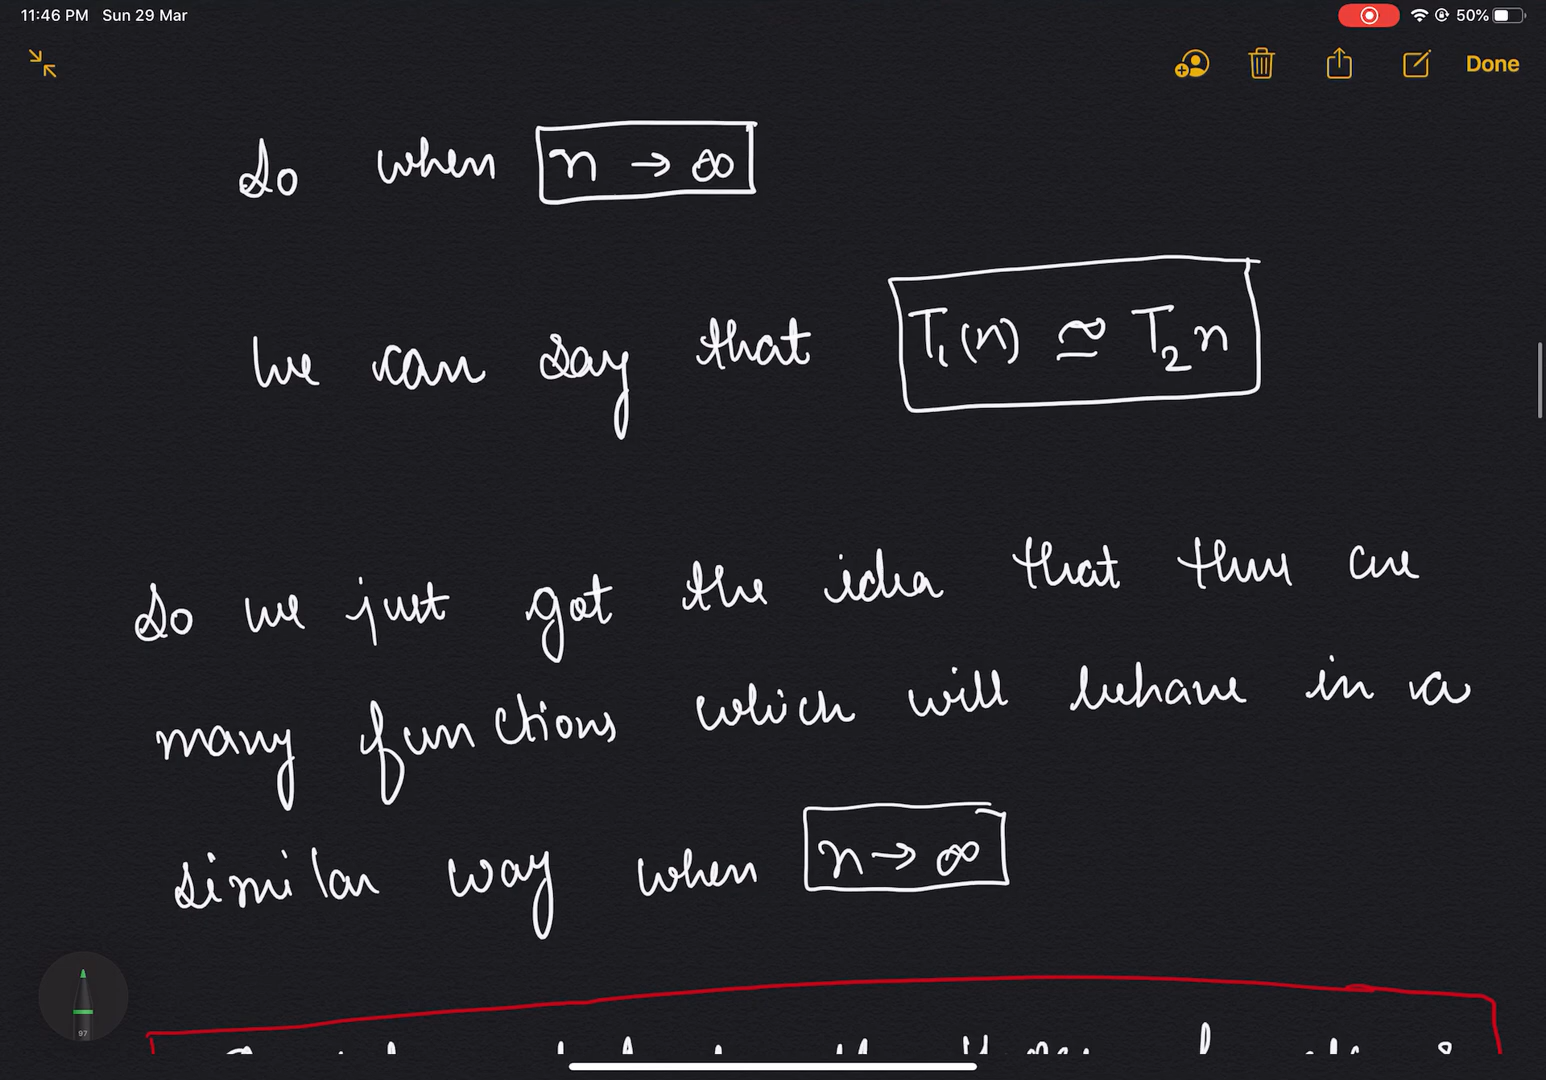 11:46 PM Sun 29 Mar 50%
Done
So when n → ∞
We can say that T₁(n) ≅ T₂n
So we just got the idea that there are
many functions which will behave in a
similar way when n → ∞
97